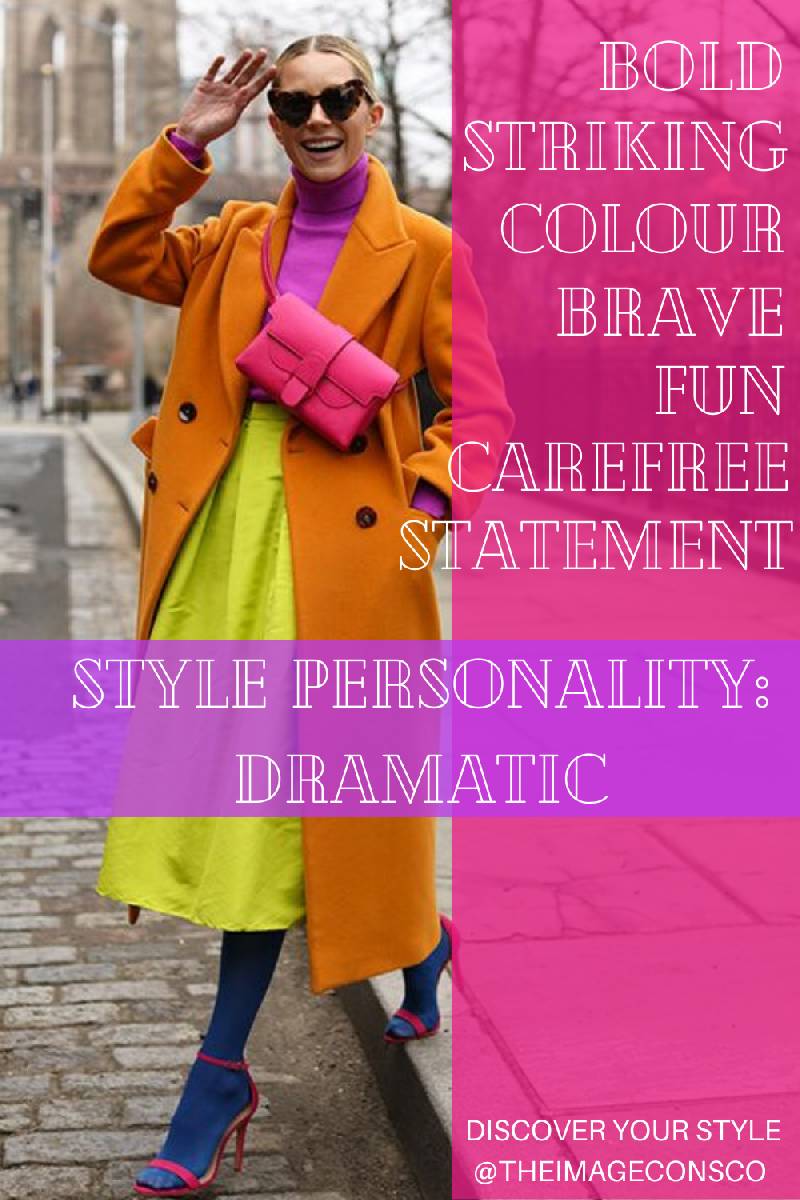 BOLD
STRIKING
COLOUR
BRAVE
FUN
CAREFREE
STATEMENT
STYLE PERSONALITY:
DRAMATIC
DISCOVER YOUR STYLE
@THEIMAGECONSCO